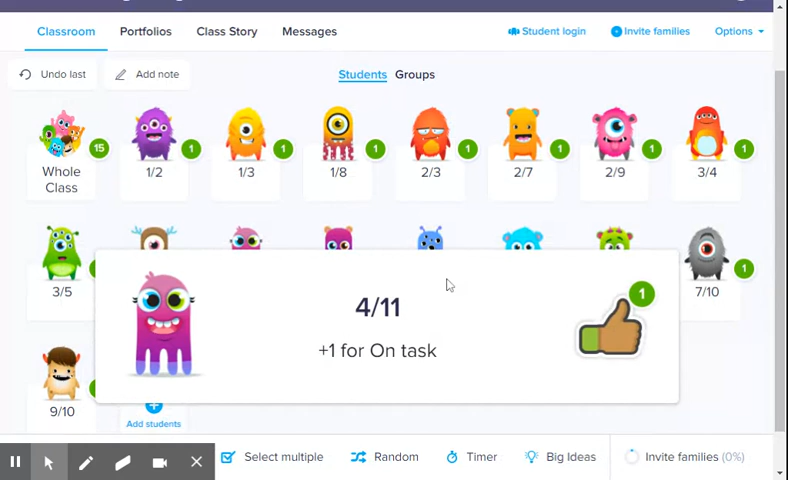 Classroom Portfolios Class Story Messages Student login Invite families Options
Undo last Add note Students Groups
15 1 1 1 1 1 1 1
Whole Class 1/2 1/3 1/8 2/3 2/7 2/9 3/4
1
3/5 7/10
1
4/11
+1 for On task
9/10
Add students
Select multiple Random Timer Big Ideas Invite families (0%)